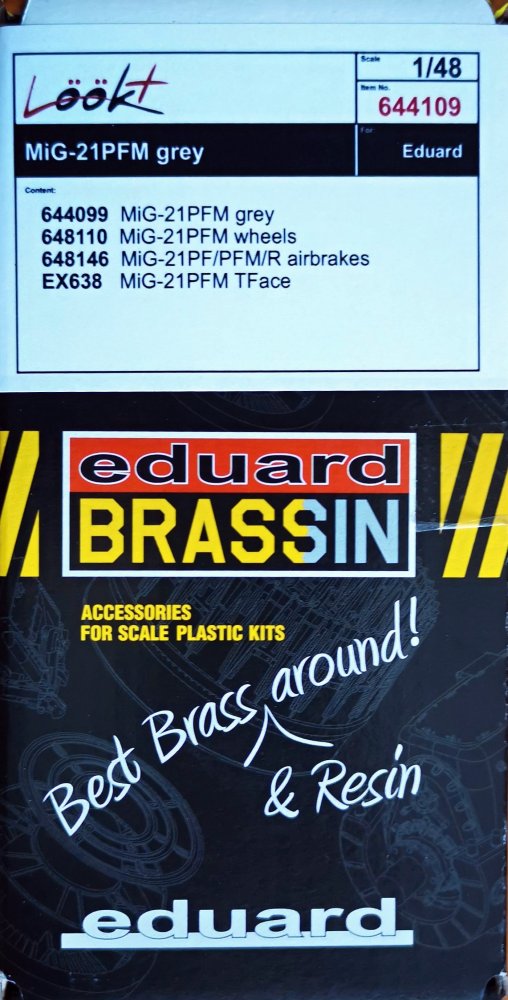 Löök+
Scale
1/48
Item No.
644109
MiG-21PFM grey
For
Eduard
Content:
644099 MiG-21PFM grey
648110 MiG-21PFM wheels
648146 MiG-21PF/PFM/R airbrakes
EX638 MiG-21PFM TFace
eduard
BRASSIN
ACCESSORIES
FOR SCALE PLASTIC KITS
Best Brass around!
& Resin
eduard